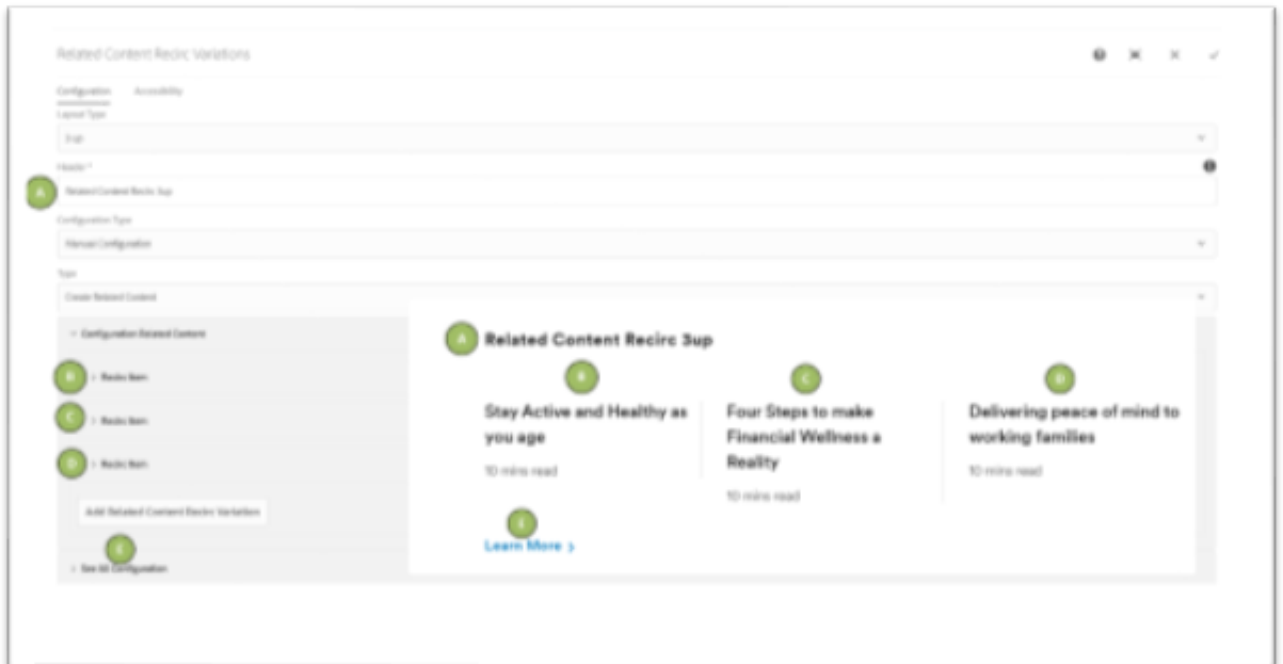 Related Content Recirc Variations
Configuration Accessibility
Layout Type
3 up
Header *
A
Related Content Recirc 3up
Configuration Type
Manual Configuration
Type
Create Related Content
Configuration Related Content
B Recirc Item
C Recirc Item
D Recirc Item
Add Related Content Recirc Variation
E
See All Configuration
A Related Content Recirc 3up
B
Stay Active and Healthy as
you age
10 mins read
C
Four Steps to make
Financial Wellness a
Reality
10 mins read
D
Delivering peace of mind to
working families
10 mins read
E
Learn More >